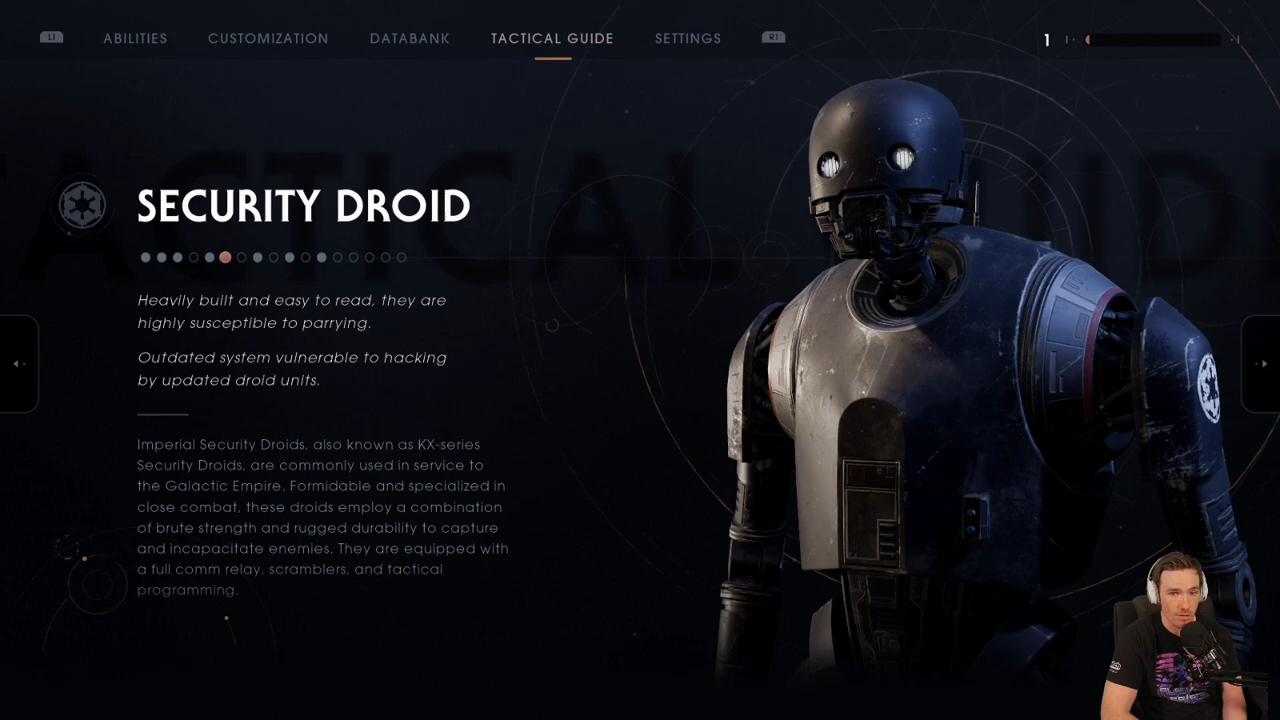 L1 ABILITIES CUSTOMIZATION DATABANK TACTICAL GUIDE SETTINGS R1 1
TACTICAL GUIDE
SECURITY DROID
Heavily built and easy to read, they are
highly susceptible to parrying.
Outdated system vulnerable to hacking
by updated droid units.
Imperial Security Droids, also known as KX-series
Security Droids, are commonly used in service to
the Galactic Empire. Formidable and specialized in
close combat, these droids employ a combination
of brute strength and rugged durability to capture
and incapacitate enemies. They are equipped with
a full comm relay, scramblers, and tactical
programming.